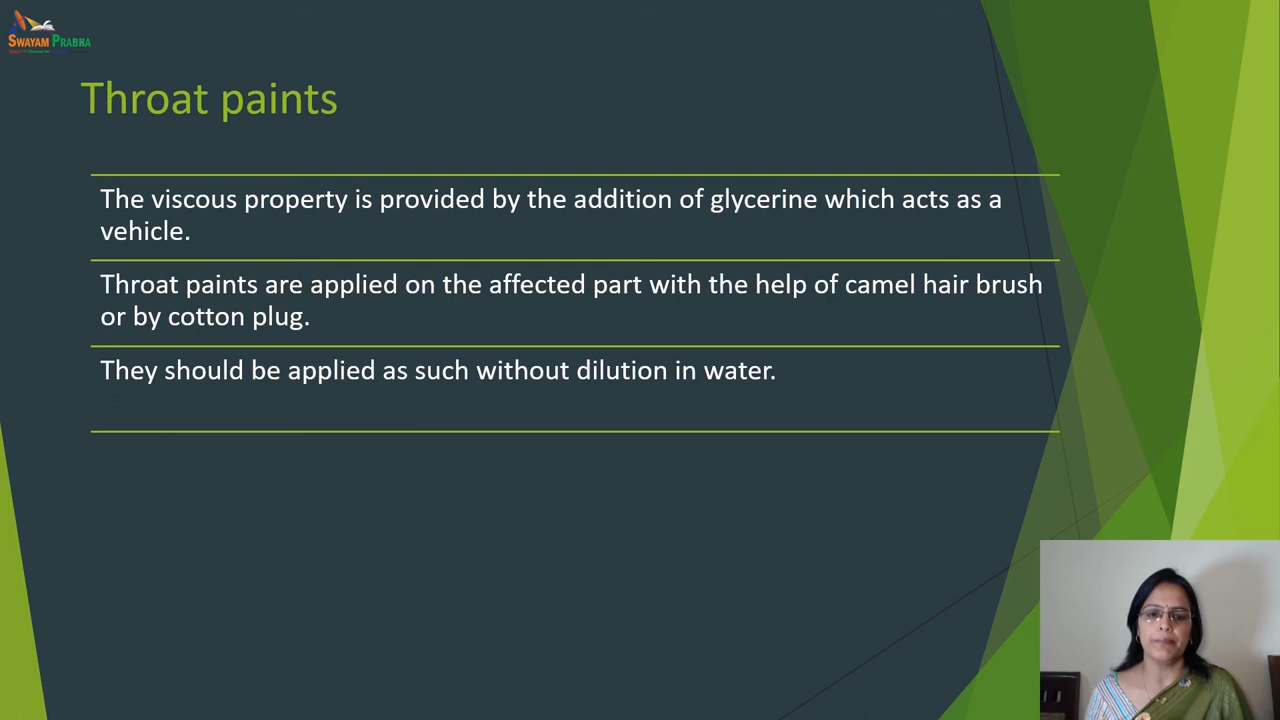 SWAYAM PRABHA
Throat paints
The viscous property is provided by the addition of glycerine which acts as a
vehicle.
Throat paints are applied on the affected part with the help of camel hair brush
or by cotton plug.
They should be applied as such without dilution in water.